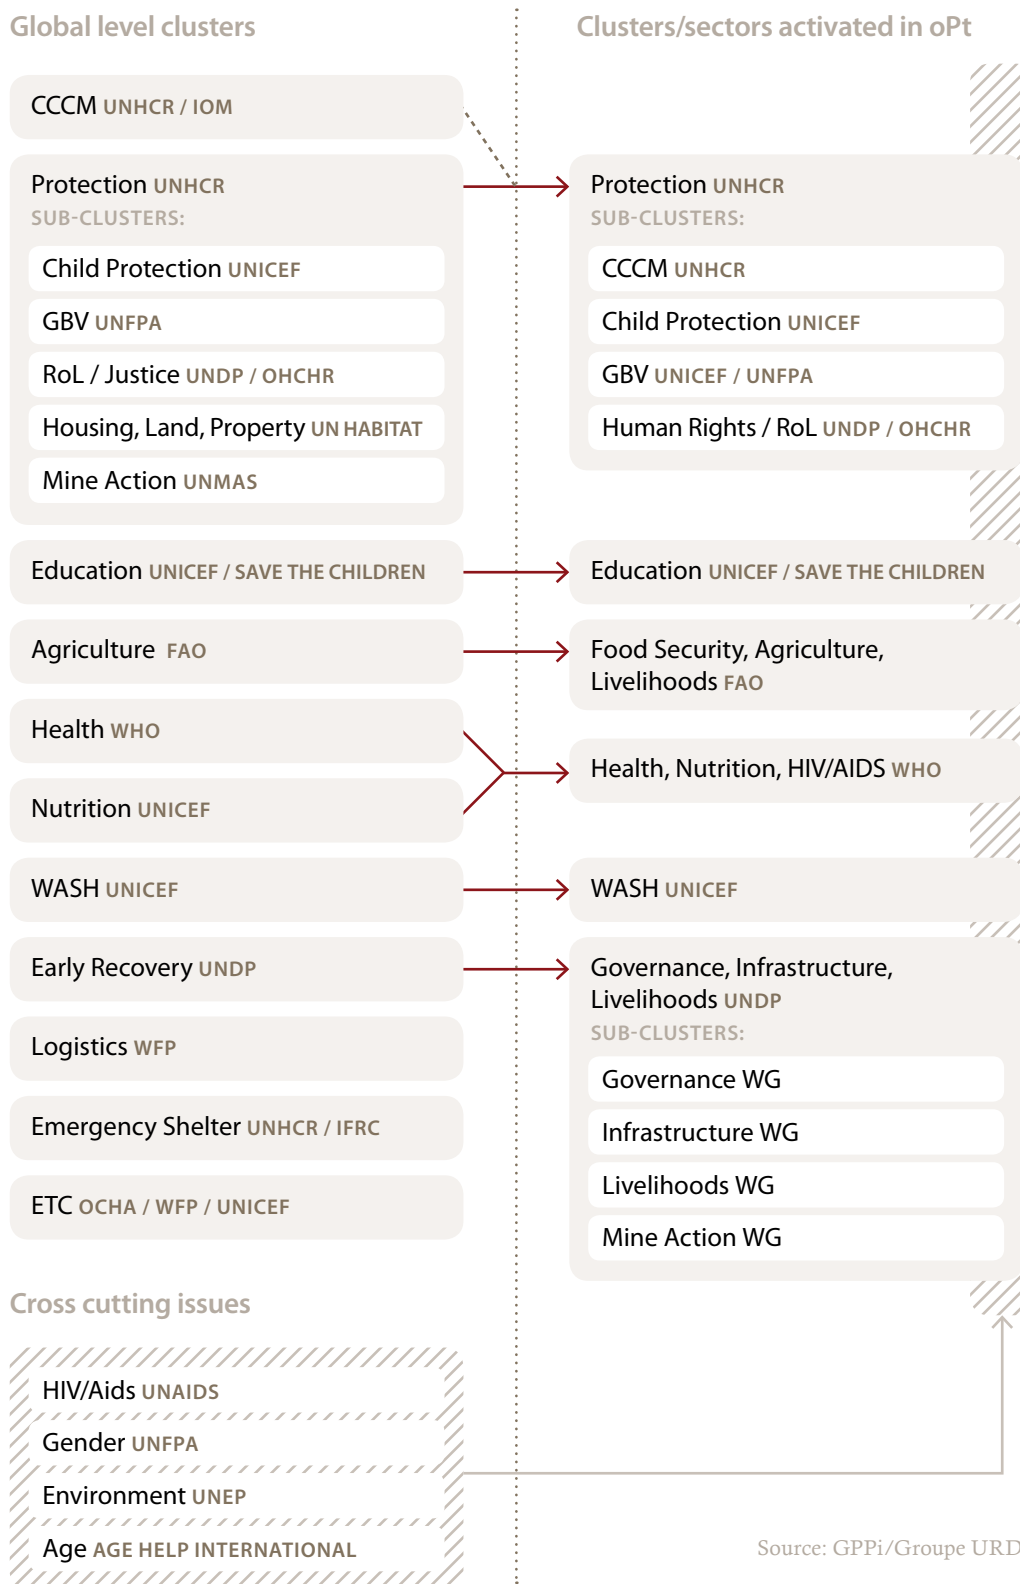 Global level clusters
CCCM UNHCR / IOM
Protection UNHCR
SUB-CLUSTERS:
Child Protection UNICEF
GBV UNFPA
RoL / Justice UNDP / OHCHR
Housing, Land, Property UN HABITAT
Mine Action UNMAS
Education UNICEF / SAVE THE CHILDREN
Agriculture FAO
Health WHO
Nutrition UNICEF
WASH UNICEF
Early Recovery UNDP
Logistics WFP
Emergency Shelter UNHCR / IFRC
ETC OCHA / WFP / UNICEF
Cross cutting issues
HIV/Aids UNAIDS
Gender UNFPA
Environment UNEP
Age AGE HELP INTERNATIONAL
Clusters/sectors activated in oPt
Protection UNHCR
SUB-CLUSTERS:
CCCM UNHCR
Child Protection UNICEF
GBV UNICEF / UNFPA
Human Rights / RoL UNDP / OHCHR
Education UNICEF / SAVE THE CHILDREN
Food Security, Agriculture,
Livelihoods FAO
Health, Nutrition, HIV/AIDS WHO
WASH UNICEF
Governance, Infrastructure,
Livelihoods UNDP
SUB-CLUSTERS:
Governance WG
Infrastructure WG
Livelihoods WG
Mine Action WG
Source: GPPi/Groupe URD